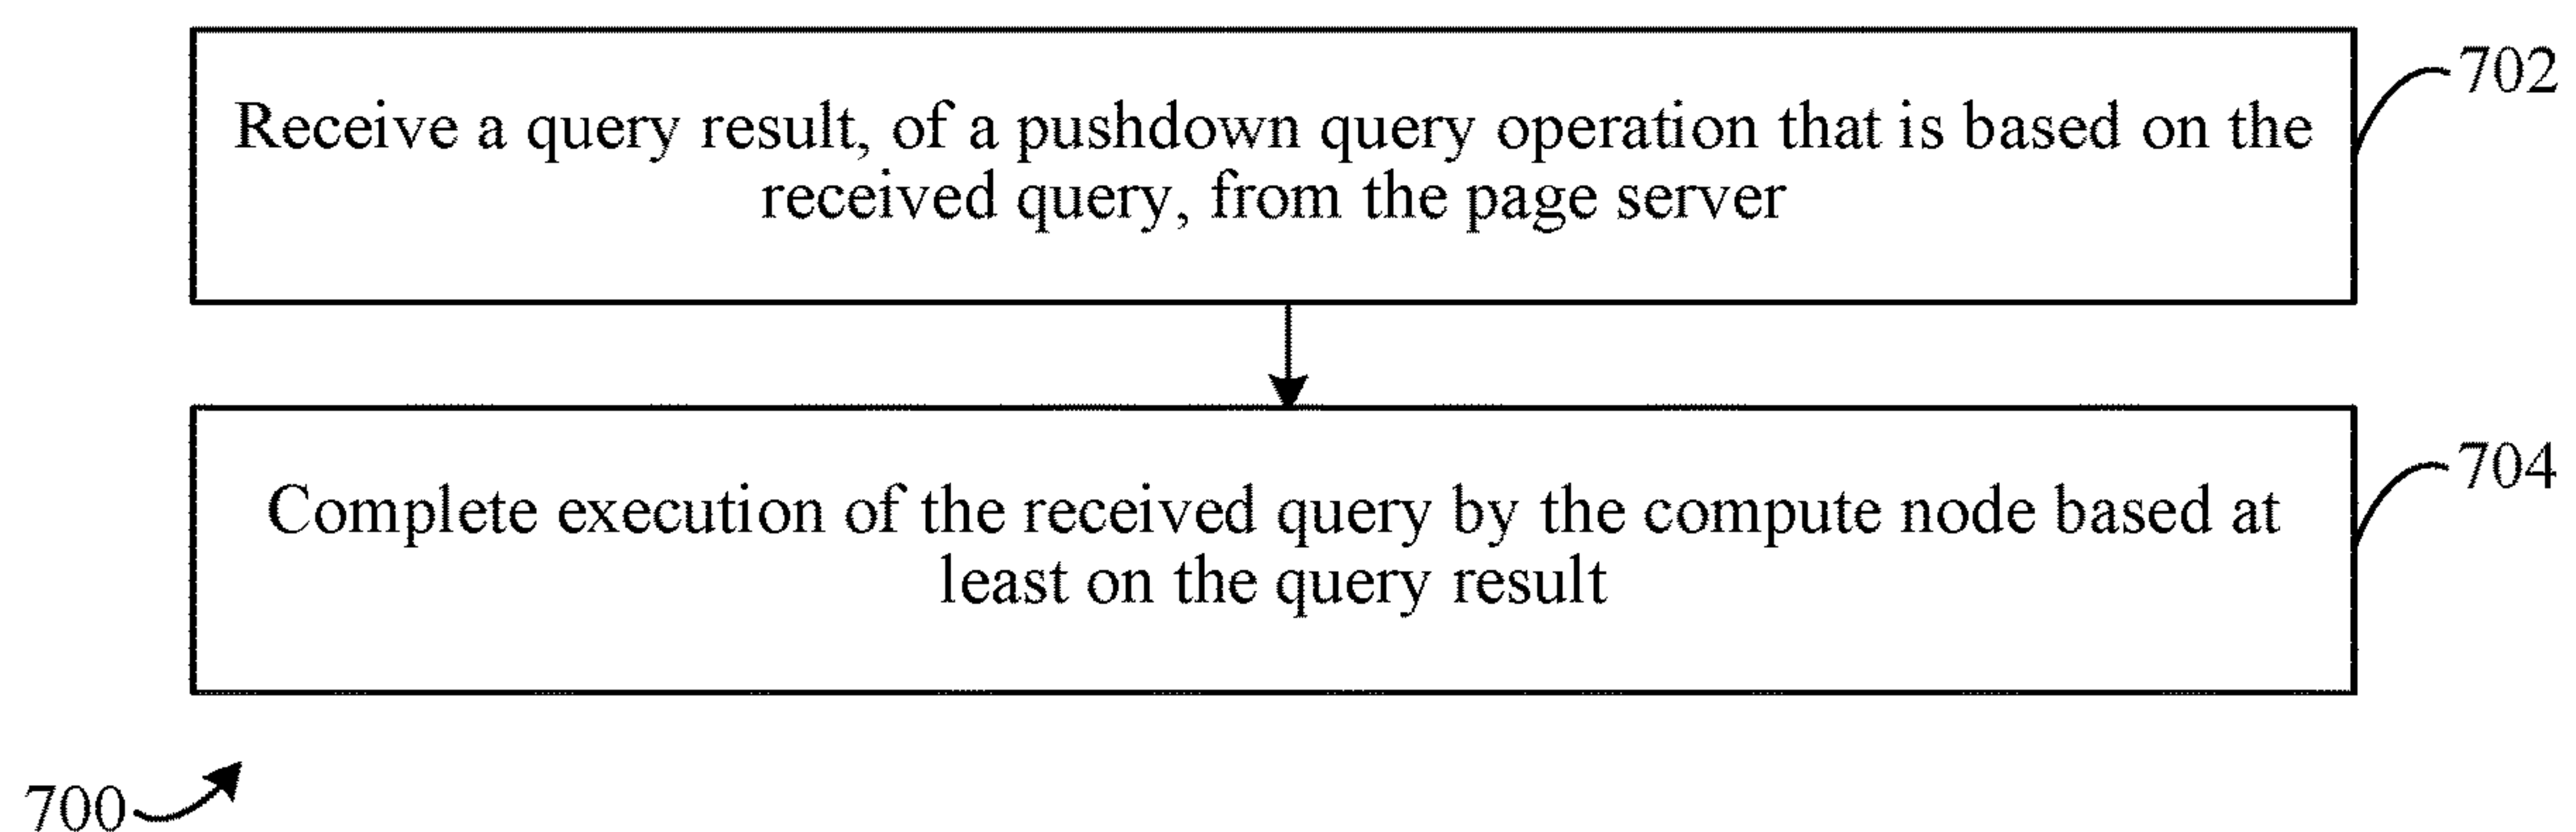 Receive a query result, of a pushdown query operation that is based on the
received query, from the page server
702
Complete execution of the received query by the compute node based at
least on the query result
704
700